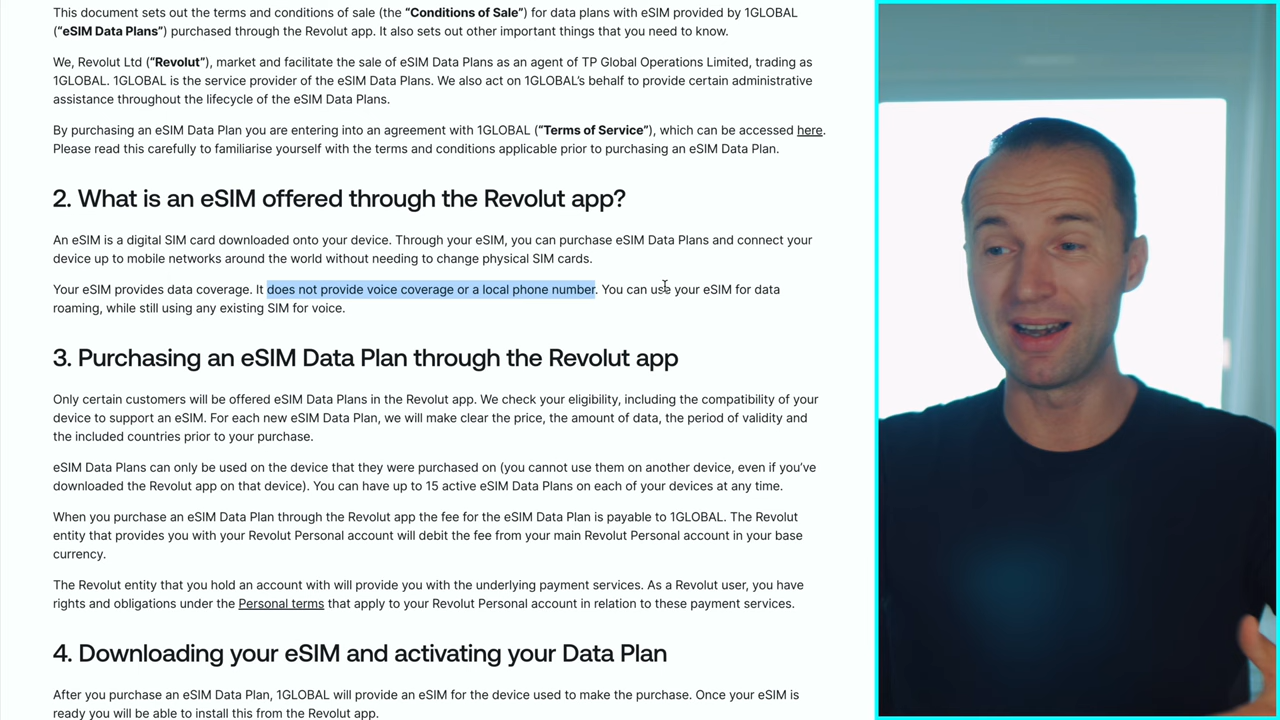 This document sets out the terms and conditions of sale (the “Conditions of Sale”) for data plans with eSIM provided by 1GLOBAL
(“eSIM Data Plans”) purchased through the Revolut app. It also sets out other important things that you need to know.
We, Revolut Ltd (“Revolut”), market and facilitate the sale of eSIM Data Plans as an agent of TP Global Operations Limited, trading as
1GLOBAL. 1GLOBAL is the service provider of the eSIM Data Plans. We also act on 1GLOBAL’s behalf to provide certain administrative
assistance throughout the lifecycle of the eSIM Data Plans.
By purchasing an eSIM Data Plan you are entering into an agreement with 1GLOBAL (“Terms of Service”), which can be accessed here.
Please read this carefully to familiarise yourself with the terms and conditions applicable prior to purchasing an eSIM Data Plan.
2. What is an eSIM offered through the Revolut app?
An eSIM is a digital SIM card downloaded onto your device. Through your eSIM, you can purchase eSIM Data Plans and connect your
device up to mobile networks around the world without needing to change physical SIM cards.
Your eSIM provides data coverage. It does not provide voice coverage or a local phone number. You can use your eSIM for data
roaming, while still using any existing SIM for voice.
3. Purchasing an eSIM Data Plan through the Revolut app
Only certain customers will be offered eSIM Data Plans in the Revolut app. We check your eligibility, including the compatibility of your
device to support an eSIM. For each new eSIM Data Plan, we will make clear the price, the amount of data, the period of validity and
the included countries prior to your purchase.
eSIM Data Plans can only be used on the device that they were purchased on (you cannot use them on another device, even if you’ve
downloaded the Revolut app on that device). You can have up to 15 active eSIM Data Plans on each of your devices at any time.
When you purchase an eSIM Data Plan through the Revolut app the fee for the eSIM Data Plan is payable to 1GLOBAL. The Revolut
entity that provides you with your Revolut Personal account will debit the fee from your main Revolut Personal account in your base
currency.
The Revolut entity that you hold an account with will provide you with the underlying payment services. As a Revolut user, you have
rights and obligations under the Personal terms that apply to your Revolut Personal account in relation to these payment services.
4. Downloading your eSIM and activating your Data Plan
After you purchase an eSIM Data Plan, 1GLOBAL will provide an eSIM for the device used to make the purchase. Once your eSIM is
ready you will be able to install this from the Revolut app.